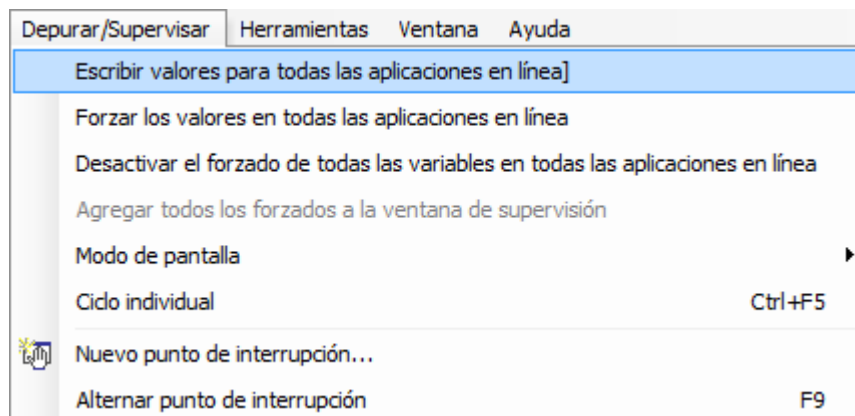 Depurar/Supervisar Herramientas Ventana Ayuda
Escribir valores para todas las aplicaciones en línea]
Forzar los valores en todas las aplicaciones en línea
Desactivar el forzado de todas las variables en todas las aplicaciones en línea
Agregar todos los forzados a la ventana de supervisión
Modo de pantalla
Ciclo individual Ctrl+F5
Nuevo punto de interrupción...
Alternar punto de interrupción F9